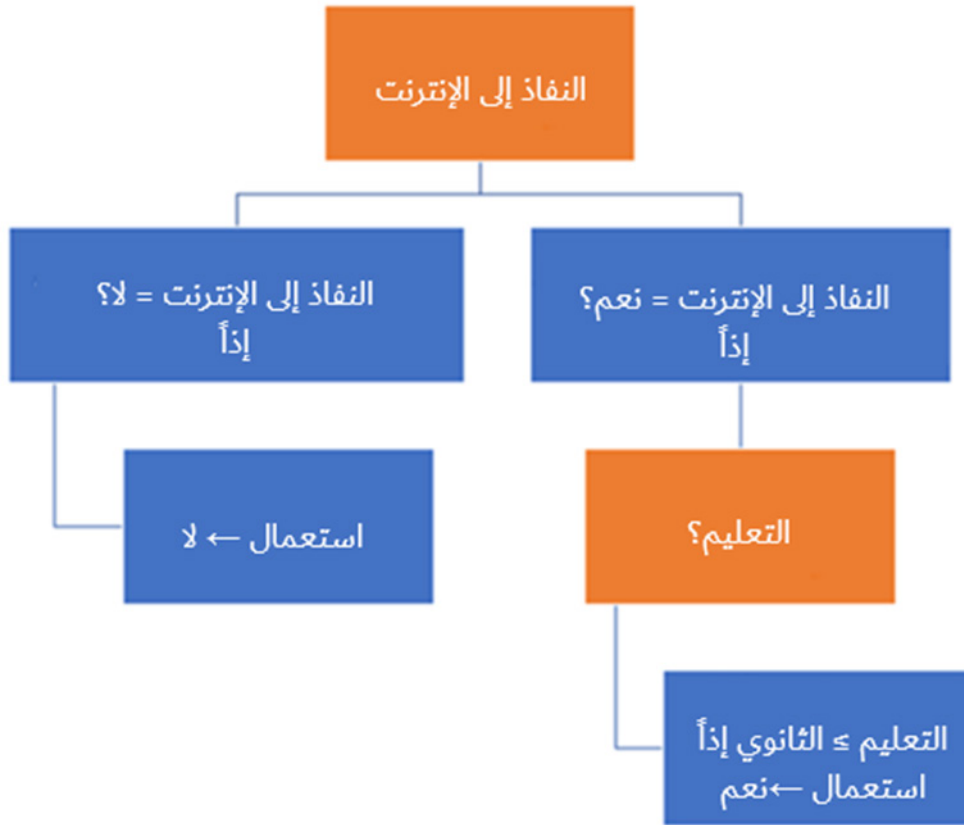 النفاذ إلى الإنترنت
النفاذ إلى الإنترنت = نعم؟
إذاً
النفاذ إلى الإنترنت = لا؟
إذاً
التعليم؟
استعمال ← لا
التعليم ≥ الثانوي إذاً
استعمال ←نعم